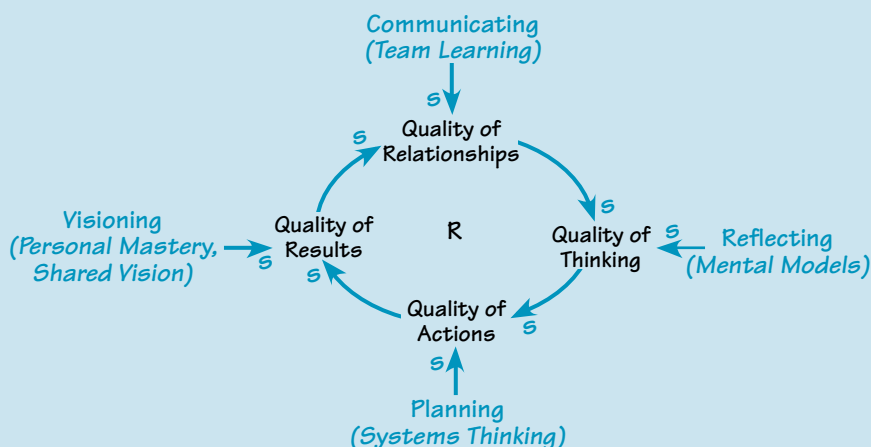 Communicating
(Team Learning)
s
Quality of
Relationships
s
s
Visioning
(Personal Mastery,
Shared Vision)
s
Quality of
Results
s
R
Quality of
Thinking
s
Reflecting
(Mental Models)
Quality of
Actions
s
s
Planning
(Systems Thinking)